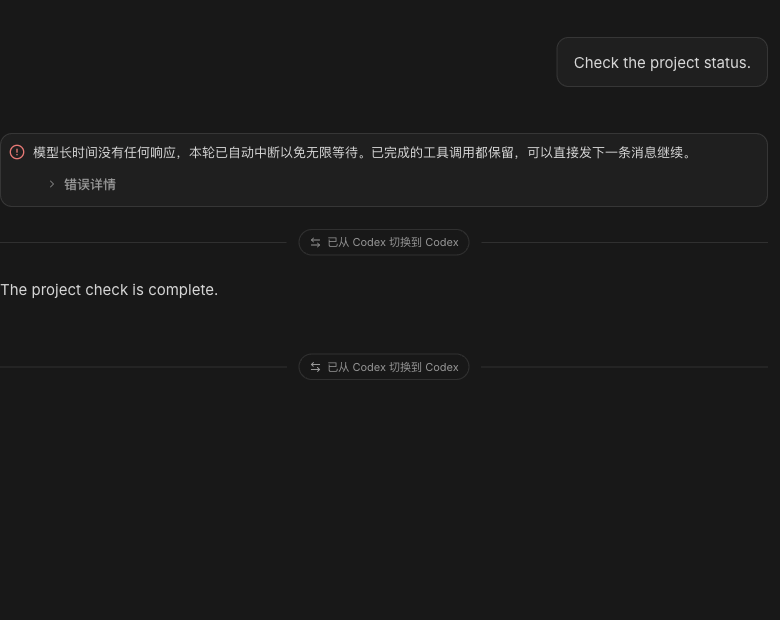 Check the project status.
模型长时间没有任何响应，本轮已自动中断以免无限等待。已完成的工具调用都保留，可以直接发下一条消息继续。
错误详情
已从 Codex 切换到 Codex
The project check is complete.
已从 Codex 切换到 Codex